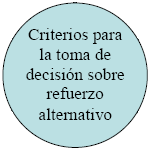 Criterios para
la toma de
decisión sobre
refuerzo
alternativo